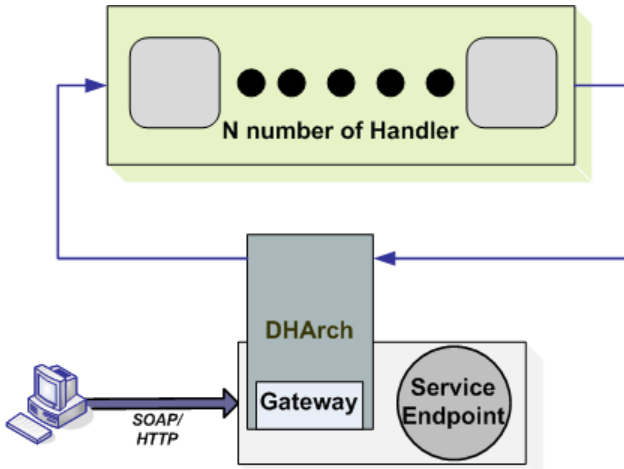 N number of Handler
DHArch
Gateway
Service
Endpoint
SOAP/
HTTP